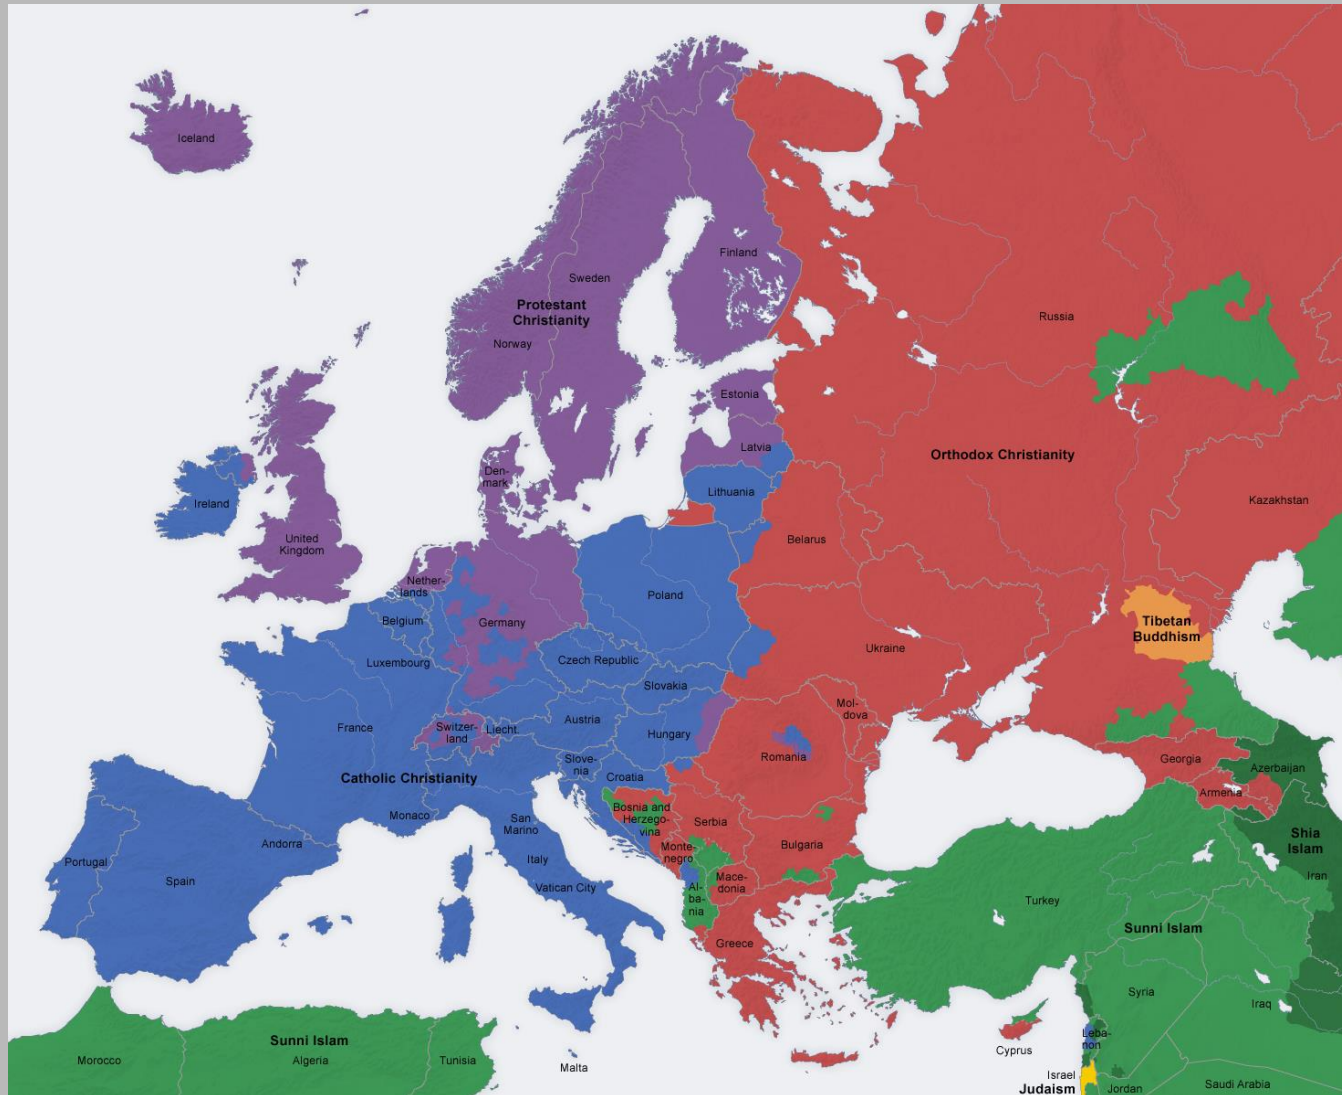 Iceland
Finland
Sweden
Protestant
Christianity
Russia
Norway
Estonia
Latvia
Orthodox Christianity
Den-
mark
Lithuania
Kazakhstan
Ireland
United
Kingdom
Belarus
Nether-
lands
Poland
Belgium
Germany
Tibetan
Buddhism
Ukraine
Luxembourg
Czech Republic
Slovakia
Mol-
dova
France
Switzer-
land
Liecht.
Austria
Hungary
Romania
Slove-
nia
Georgia
Azerbaijan
Catholic Christianity
Croatia
Armenia
Monaco
San
Marino
Bosnia and
Herzego-
vina
Serbia
Shia
Islam
Andorra
Monte-
negro
Bulgaria
Portugal
Spain
Italy
Vatican City
Al-
ba-
nia
Mace-
donia
Iran
Turkey
Sunni Islam
Greece
Syria
Iraq
Leba-
non
Sunni Islam
Morocco
Algeria
Tunisia
Malta
Cyprus
Israel
Judaism
Jordan
Saudi Arabia